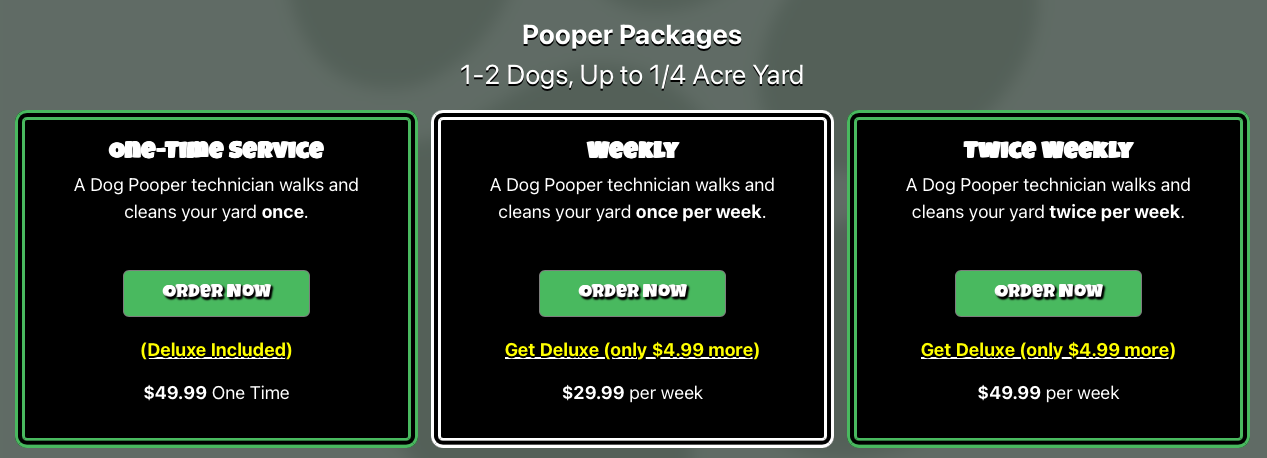 Pooper Packages
1-2 Dogs, Up to 1/4 Acre Yard
One-Time Service
A Dog Pooper technician walks and
cleans your yard once.
Order Now
(Deluxe Included)
$49.99 One Time
Weekly
A Dog Pooper technician walks and
cleans your yard once per week.
Order Now
Get Deluxe (only $4.99 more)
$29.99 per week
Twice Weekly
A Dog Pooper technician walks and
cleans your yard twice per week.
Order Now
Get Deluxe (only $4.99 more)
$49.99 per week